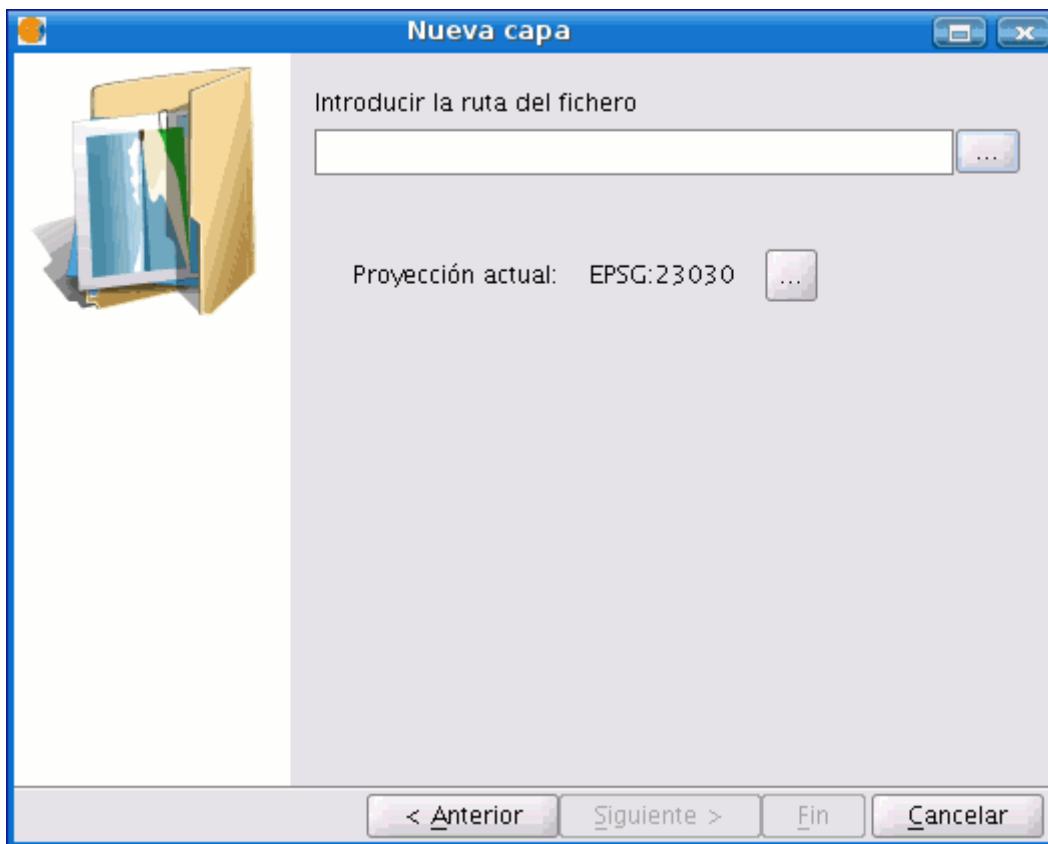 Nueva capa
Introducir la ruta del fichero
...
Proyección actual: EPSG:23030 ...
< Anterior Siguiente > Fin Cancelar